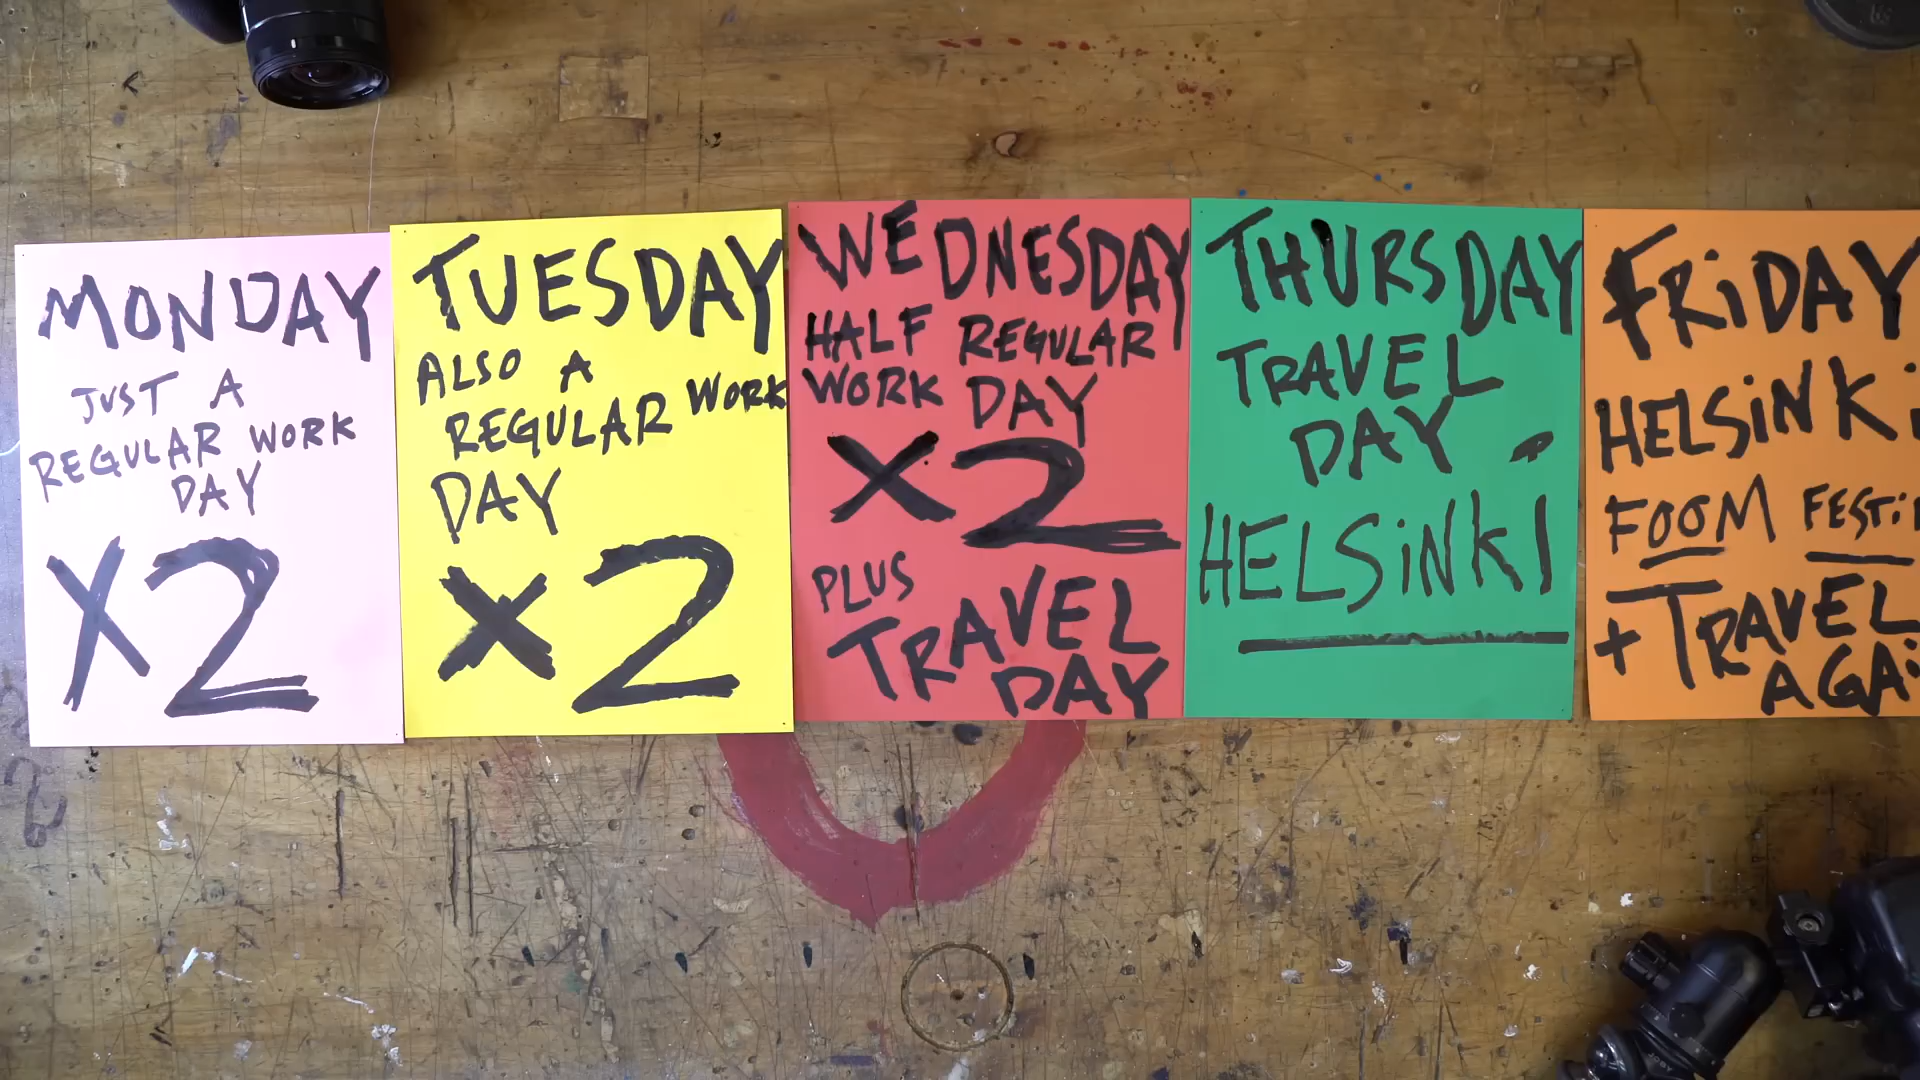 MONDAY
JUST A
REGULAR WORK
DAY
X2
TUESDAY
ALSO A
REGULAR WORK
DAY
X2
WEDNESDAY
HALF REGULAR
WORK DAY
X2
PLUS
TRAVEL
DAY
THURSDAY
TRAVEL
DAY
HELSiNKi
FRiDAY
HELSiNKi
FOOM
+ TRAVEL